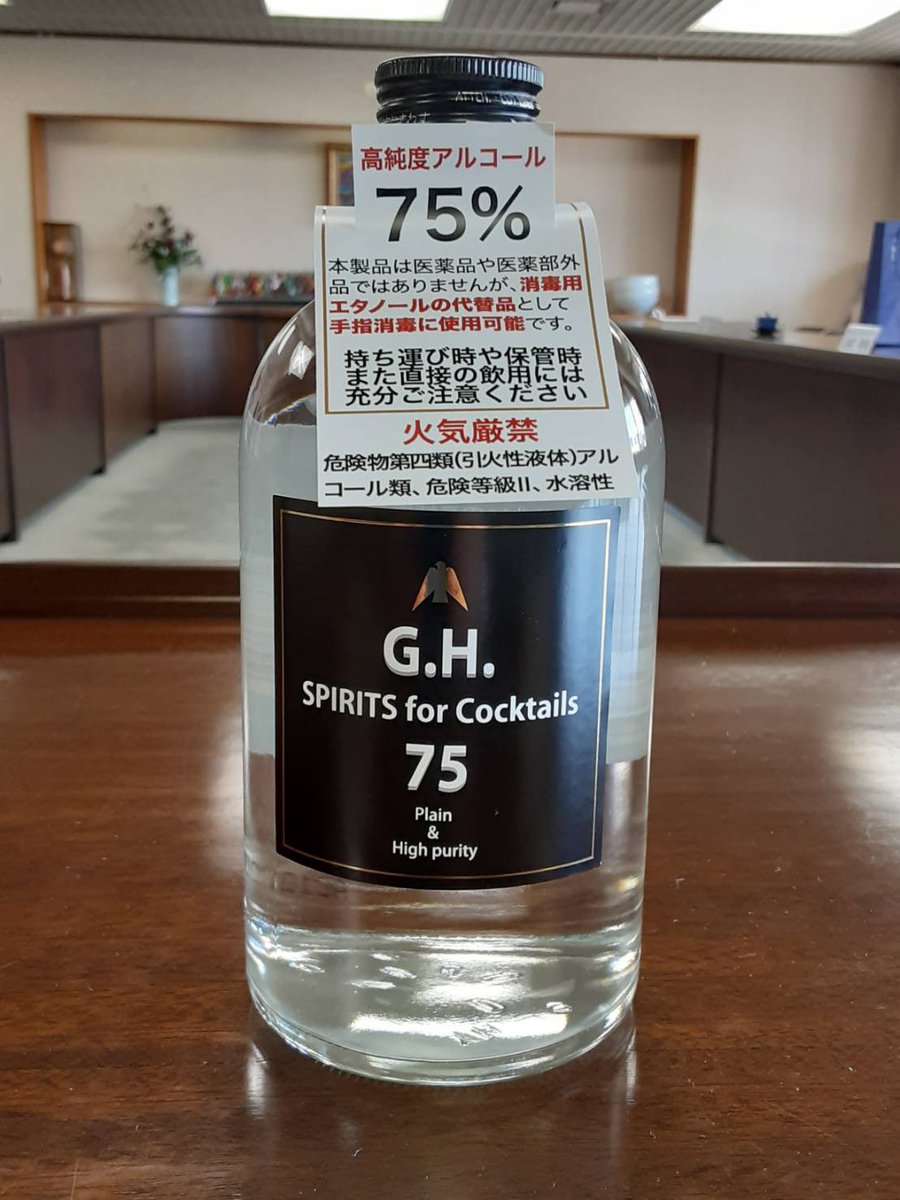 高純度アルコール
75%
本製品は医薬品や医薬部外
品ではありませんが、消毒用
エタノールの代替品として
手指消毒に使用可能です。
持ち運び時や保管時
また直接の飲用には
充分ご注意ください
火気厳禁
危険物第四類(引火性液体)アル
コール類、危険等級II、水溶性
G.H.
SPIRITS for Cocktails
75
Plain
&
High purity